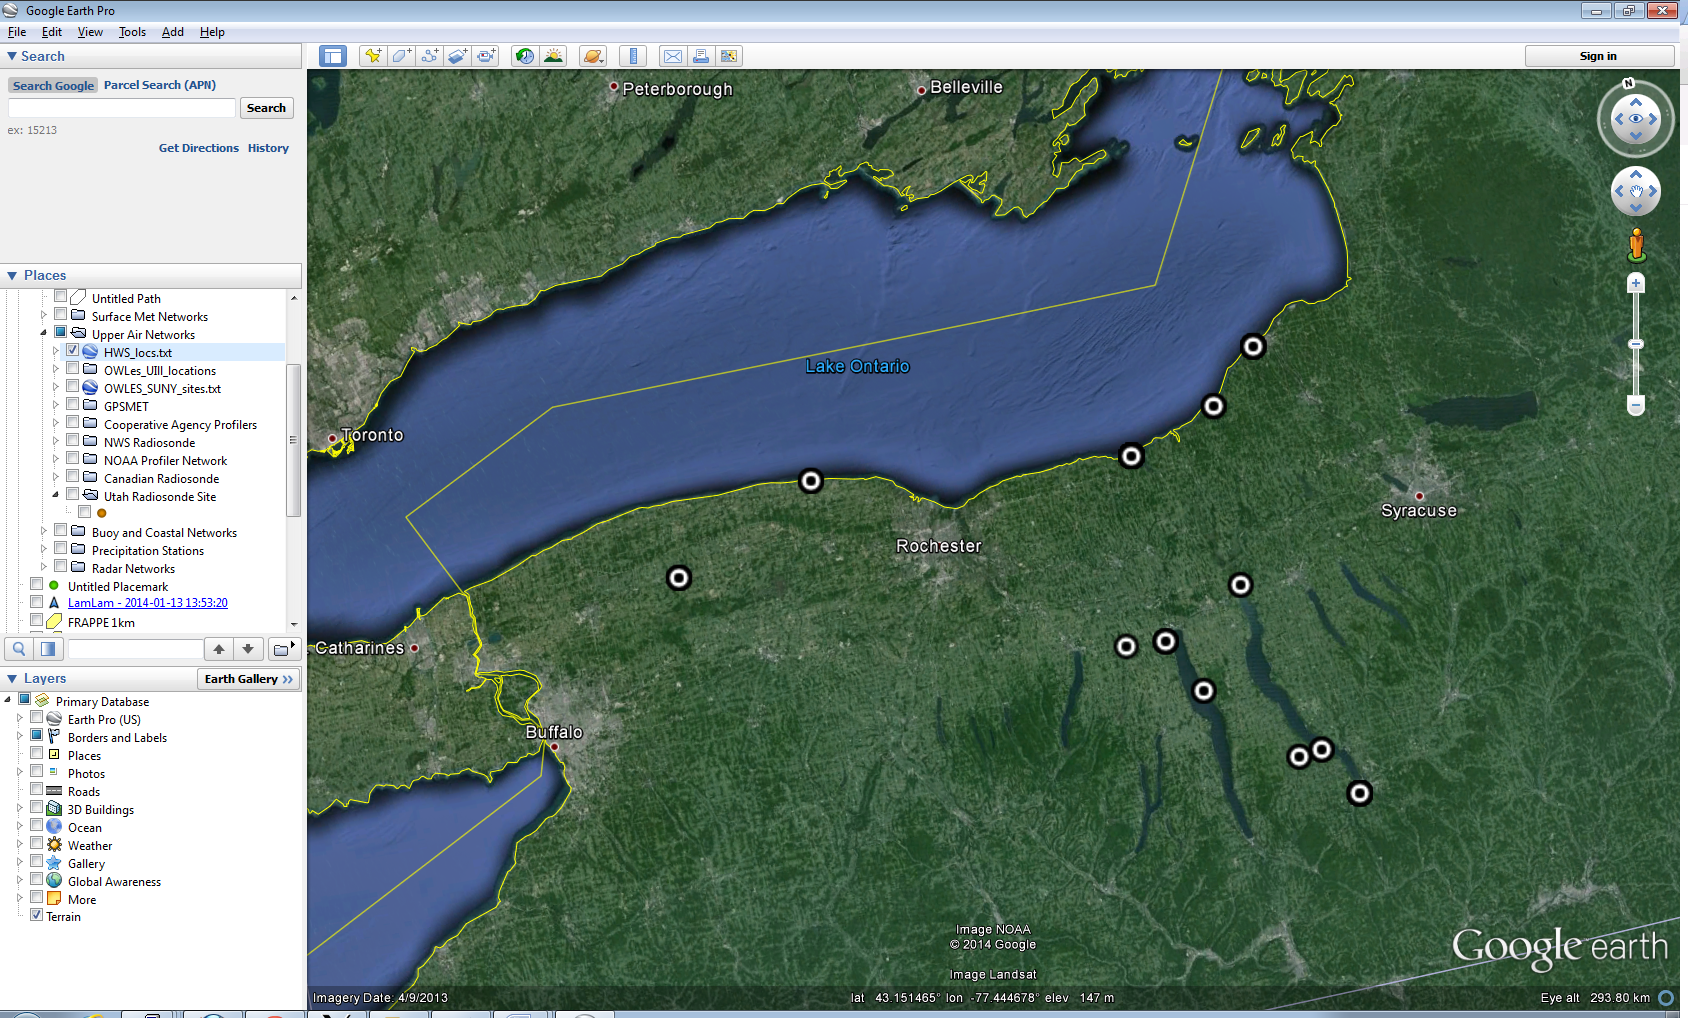 Google Earth Pro
File Edit View Tools Add Help
Search
Search Google Parcel Search (APN)
Search
ex: 15213
Get Directions History
Places
Untitled Path
Surface Met Networks
Upper Air Networks
HWS_locs.txt
OWLes_UIll_locations
OWLES_SUNY_sites.txt
GPSMET
Cooperative Agency Profilers
NWS Radiosonde
NOAA Profiler Network
Canadian Radiosonde
Utah Radiosonde Site
Buoy and Coastal Networks
Precipitation Stations
Radar Networks
Untitled Placemark
LamLam - 2014-01-13 13:53:20
FRAPPE 1km
Layers
Earth Gallery »
Primary Database
Earth Pro (US)
Borders and Labels
Places
Photos
Roads
3D Buildings
Ocean
Weather
Gallery
Global Awareness
More
Terrain
Sign in
N
Peterborough
Belleville
Lake Ontario
Toronto
Syracuse
Rochester
Catharines
Buffalo
Image NOAA
© 2014 Google
Image Landsat
Google earth
Imagery Date: 4/9/2013
lat 43.151465° lon -77.444678° elev 147 m
Eye alt 293.80 km